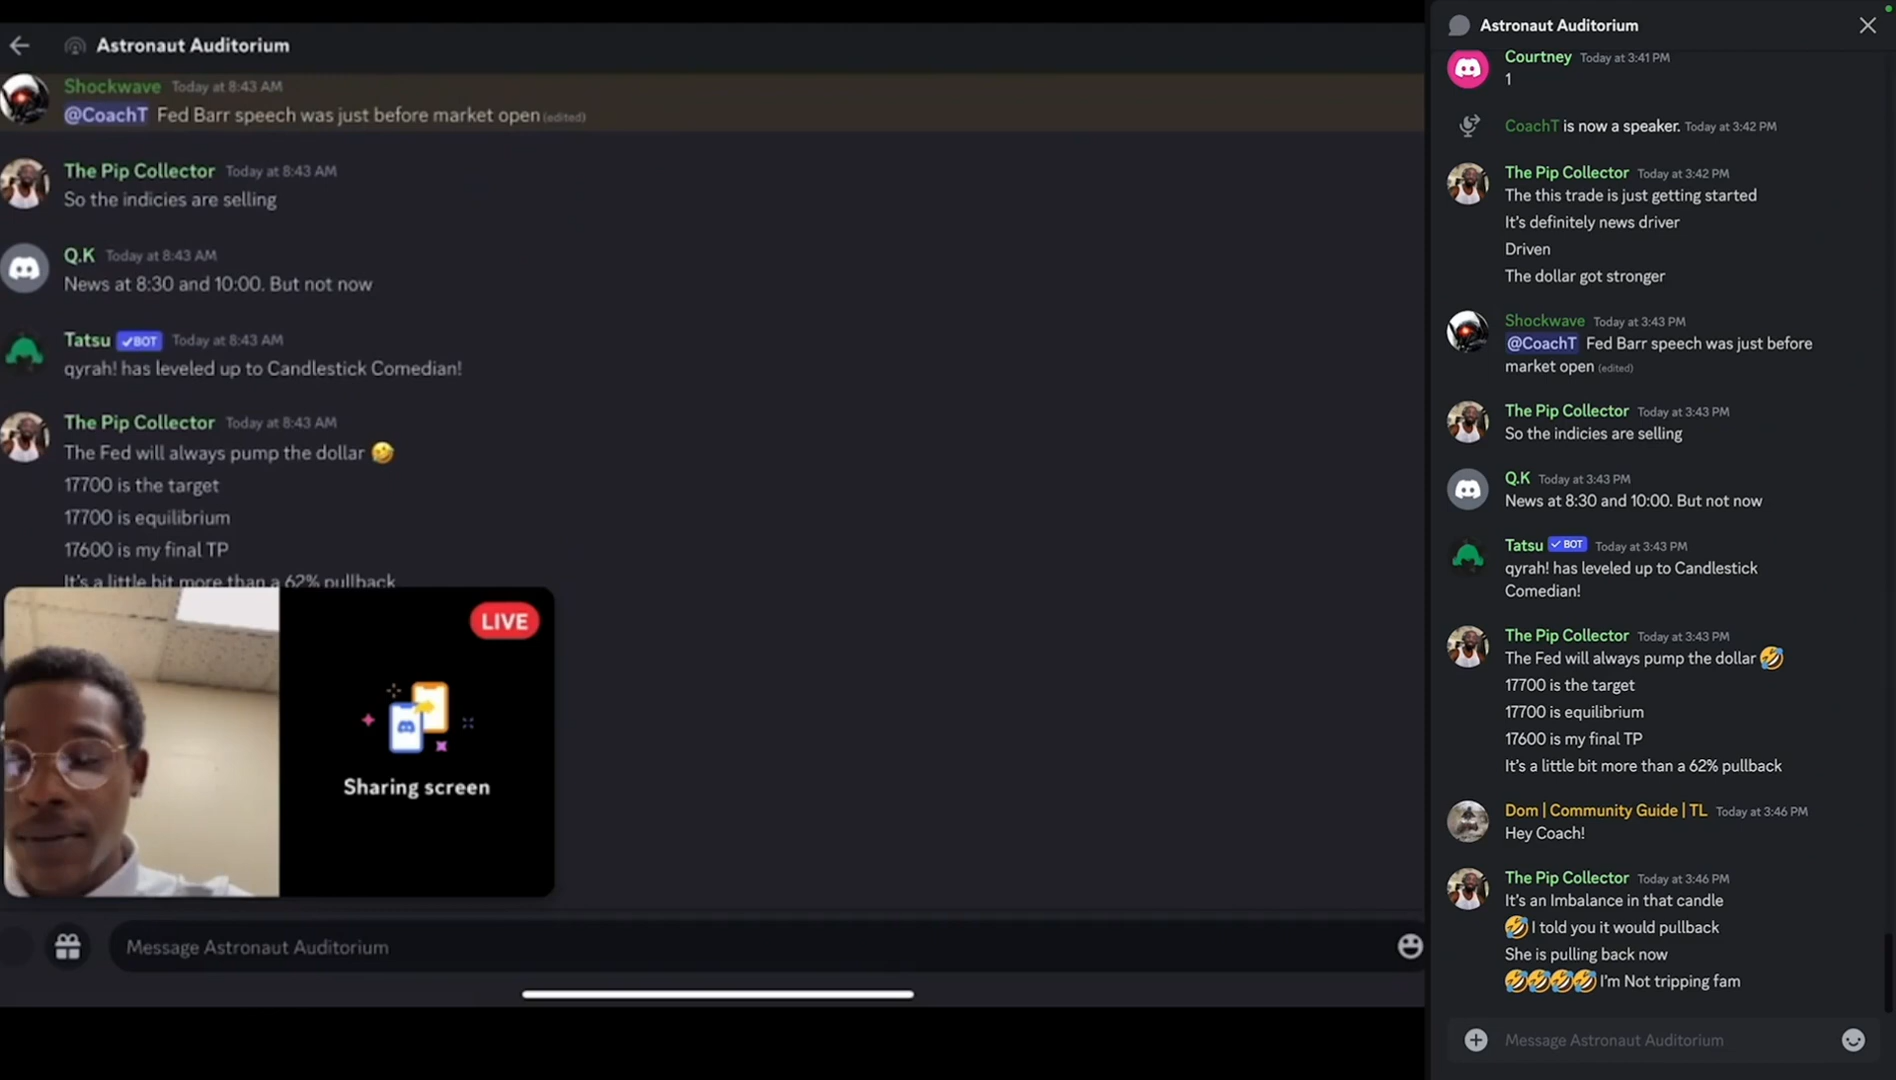 Astronaut Auditorium
Shockwave Today at 8:43 AM
@CoachT Fed Barr speech was just before market open (edited)
The Pip Collector Today at 8:43 AM
So the indicies are selling
Q.K Today at 8:43 AM
News at 8:30 and 10:00. But not now
Tatsu ✓BOT Today at 8:43 AM
qyrah! has leveled up to Candlestick Comedian!
The Pip Collector Today at 8:43 AM
The Fed will always pump the dollar 🤣
17700 is the target
17700 is equilibrium
17600 is my final TP
It's a little bit more than a 62% pullback
LIVE
Sharing screen
Message Astronaut Auditorium
Astronaut Auditorium
Courtney Today at 3:41 PM
1
CoachT is now a speaker. Today at 3:42 PM
The Pip Collector Today at 3:42 PM
The this trade is just getting started
It's definitely news driver
Driven
The dollar got stronger
Shockwave Today at 3:43 PM
@CoachT Fed Barr speech was just before
market open (edited)
The Pip Collector Today at 3:43 PM
So the indicies are selling
Q.K Today at 3:43 PM
News at 8:30 and 10:00. But not now
Tatsu ✓ BOT Today at 3:43 PM
qyrah! has leveled up to Candlestick
Comedian!
The Pip Collector Today at 3:43 PM
The Fed will always pump the dollar 🤣
17700 is the target
17700 is equilibrium
17600 is my final TP
It's a little bit more than a 62% pullback
Dom | Community Guide | TL Today at 3:46 PM
Hey Coach!
The Pip Collector Today at 3:46 PM
It's an Imbalance in that candle
🤣 I told you it would pullback
She is pulling back now
🤣🤣🤣🤣 I'm Not tripping fam
Message Astronaut Auditorium